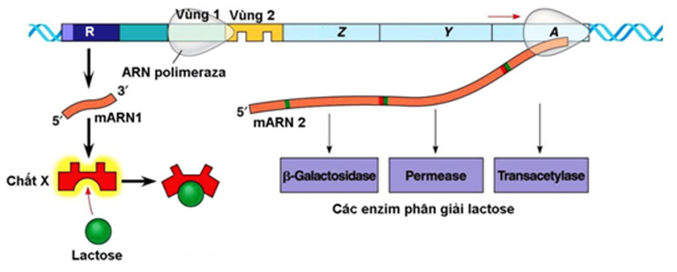 R
Vùng 1
Vùng 2
Z
Y
A
ARN polimeraza
5'
3'
mARN1
5'
mARN 2
Chất X
β-Galactosidase
Permease
Transacetylase
Các enzim phân giải lactose
Lactose